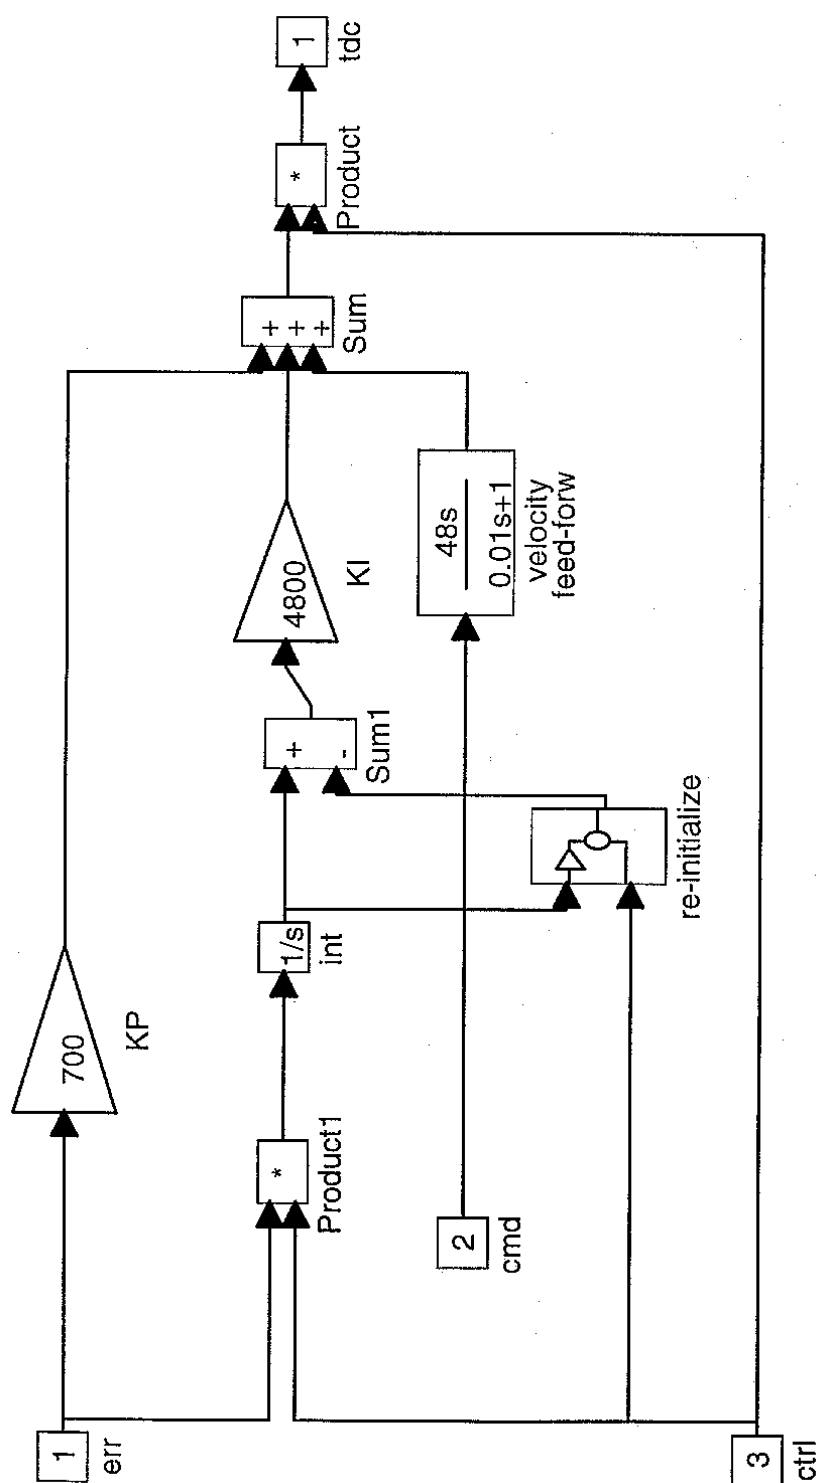 1
err
700
KP
*
Product1
1/s
int
+
-
Sum1
4800
KI
2
cmd
48s
0.01s+1
velocity
feed-forw
re-initialize
3
ctrl
+
+
+
Sum
*
Product
1
tdc